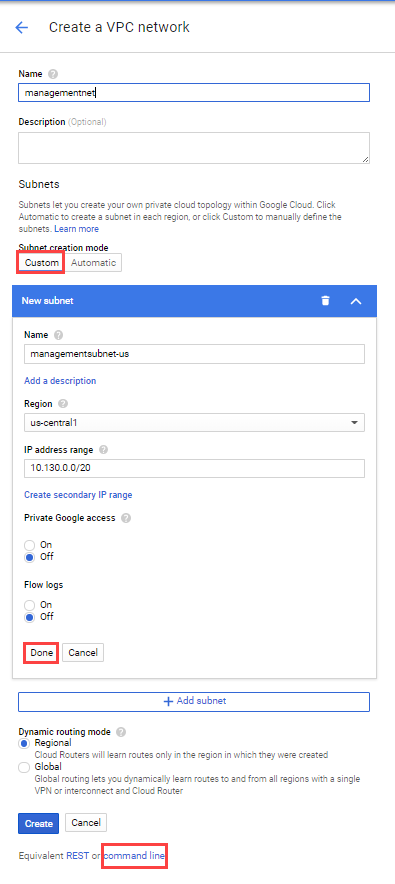 Create a VPC network
Name
managementnet
Description (Optional)
Subnets
Subnets let you create your own private cloud topology within Google Cloud. Click
Automatic to create a subnet in each region, or click Custom to manually define the
subnets. Learn more
Subnet creation mode
Custom Automatic
New subnet
Name
managementsubnet-us
Add a description
Region
us-central1
IP address range
10.130.0.0/20
Create secondary IP range
Private Google access
On
Off
Flow logs
On
Off
Done Cancel
+ Add subnet
Dynamic routing mode
Regional
Cloud Routers will learn routes only in the region in which they were created
Global
Global routing lets you dynamically learn routes to and from all regions with a single
VPN or interconnect and Cloud Router
Create Cancel
Equivalent REST or command line